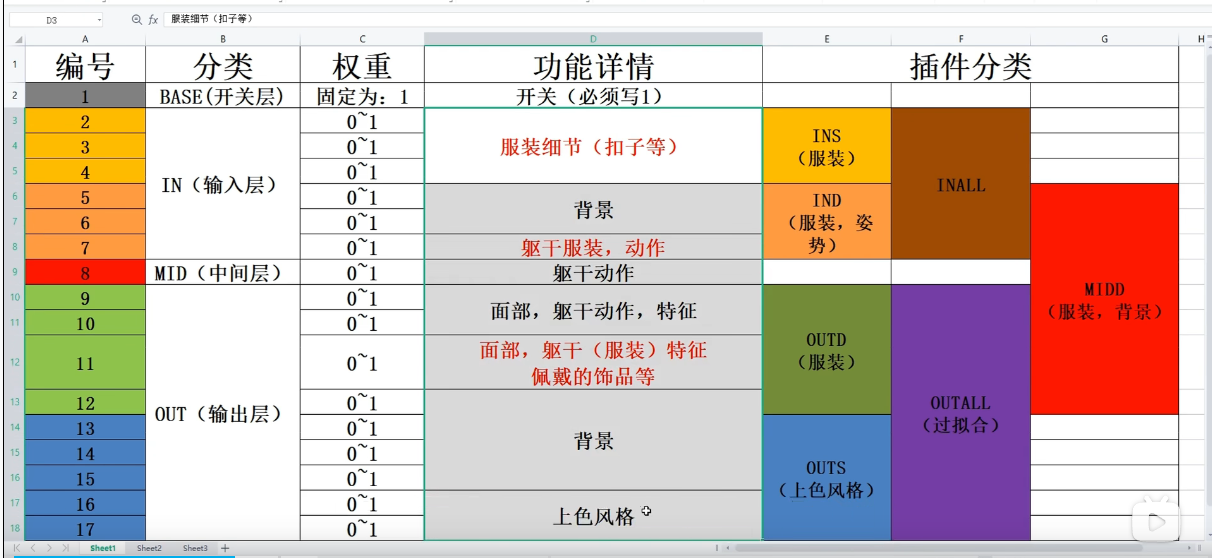 D3
fx 服装细节（扣子等）
A B C D E F G H
1 编号 分类 权重 功能详情 插件分类
2 1 BASE(开关层) 固定为：1 开关（必须写1）
3 2 0~1
4 3 0~1 服装细节（扣子等）
INS
（服装）
5 4 0~1
IN（输入层） INALL
6 5 0~1
背景
IND
（服装，姿
势）
7 6 0~1
8 7 0~1 躯干服装，动作
9 8 MID（中间层） 0~1 躯干动作
10 9 0~1
面部，躯干动作，特征
MIDD
（服装，背景）
11 10 0~1
12 11 0~1
面部，躯干（服装）特征
佩戴的饰品等
OUTD
（服装）
13 12 0~1
OUT（输出层）
OUTALL
（过拟合）
14 13 0~1
背景
15 14 0~1
16 15 0~1
OUTS
（上色风格）
17 16 0~1
上色风格
18 17 0~1
Sheet1 Sheet2 Sheet3 +